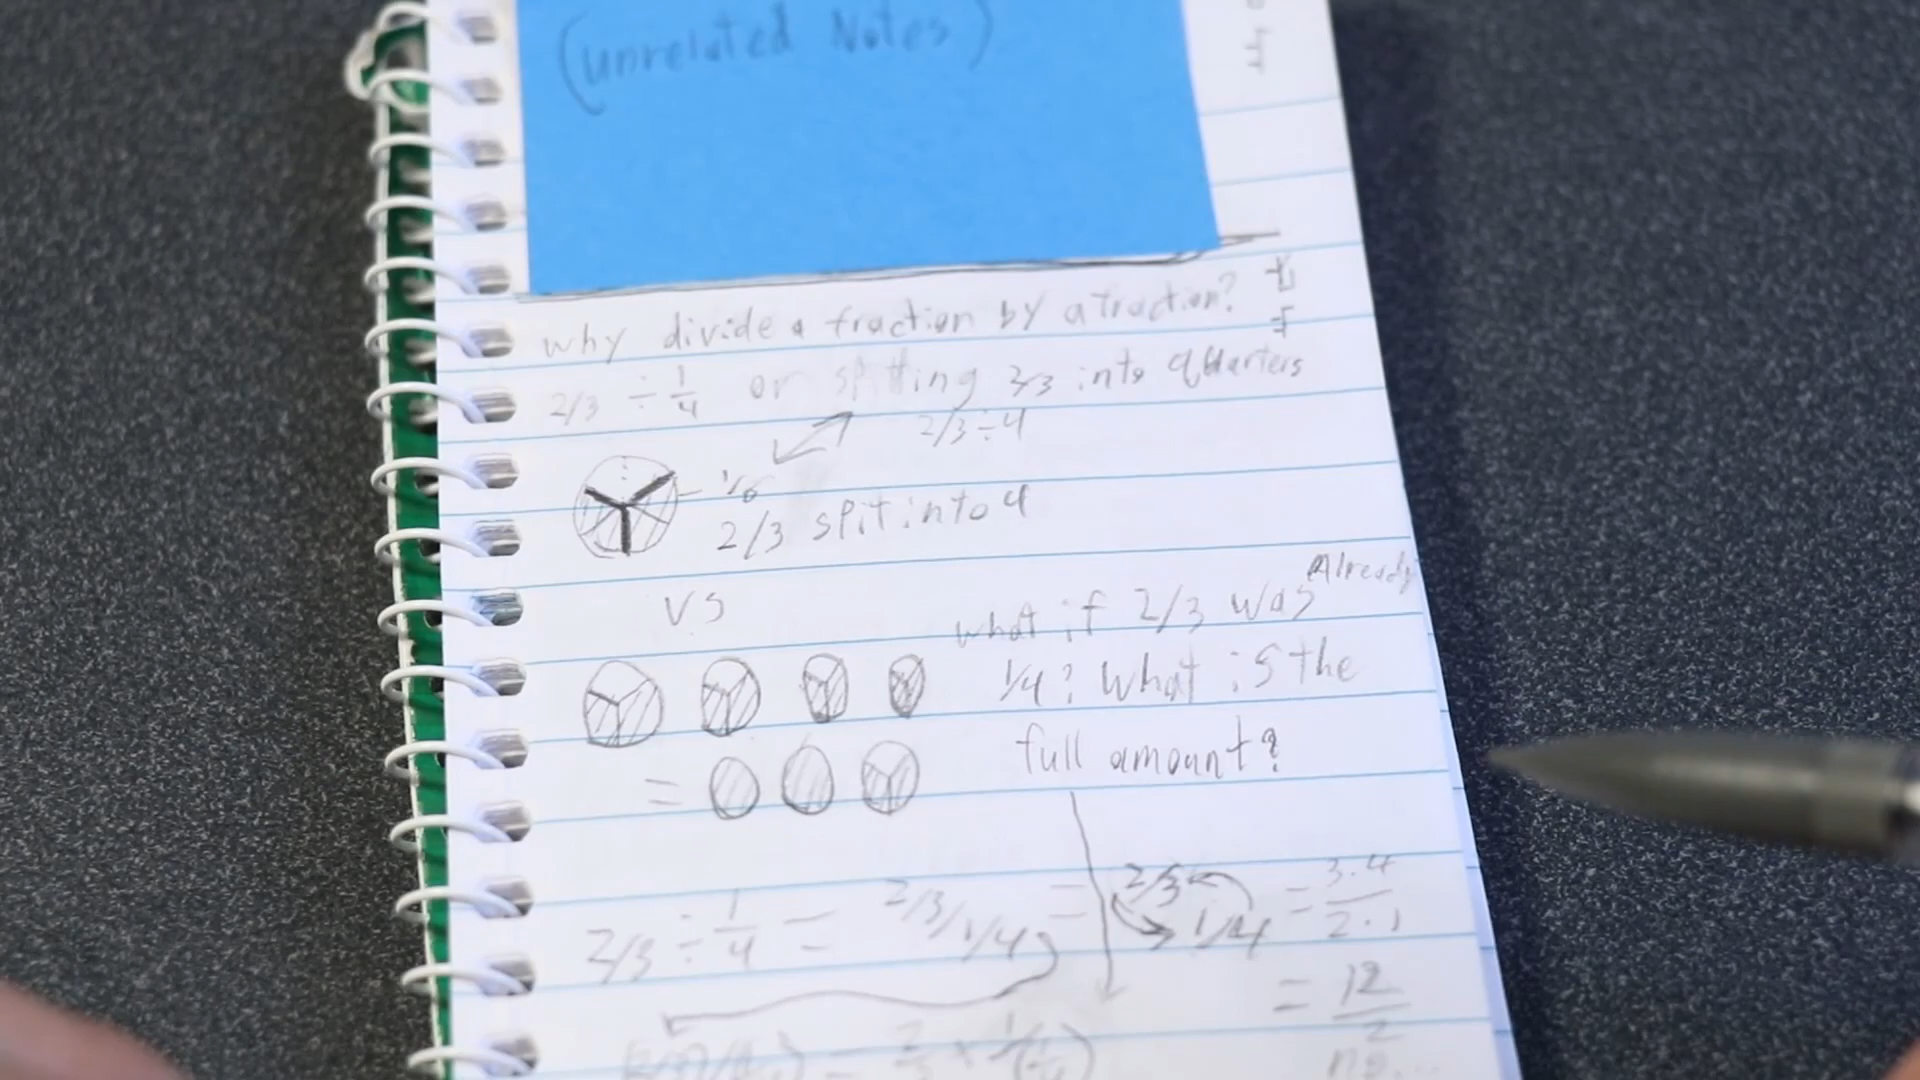 (unrelated Notes)
why divide a fraction by a fraction?
2/3 ÷ 1/4 or spitting 2/3 into quarters
2/3÷4
1/6
2/3 spit into 4
vs
what if 2/3 was Already
1/4? What is the
full amount?
=
2/3 ÷ 1/4 = 2/3/1/4 = 2/3 1/4 = 3·4/2·1
= 12/2
no...